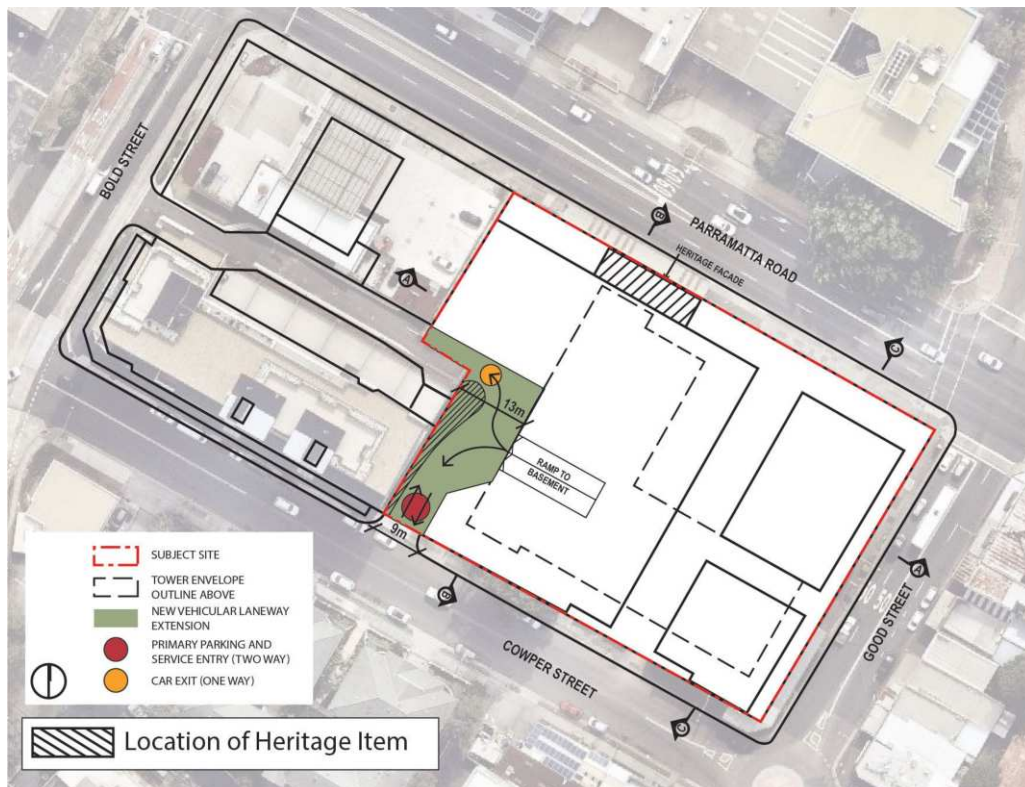 BOLD STREET
PARRAMATTA ROAD
HERITAGE FACADE
B
A
C
13m
RAMP TO
BASEMENT
9m
B
A
GOOD STREET
COWPER STREET
C
SUBJECT SITE
TOWER ENVELOPE
OUTLINE ABOVE
NEW VEHICULAR LANEWAY
EXTENSION
PRIMARY PARKING AND
SERVICE ENTRY (TWO WAY)
CAR EXIT (ONE WAY)
Location of Heritage Item